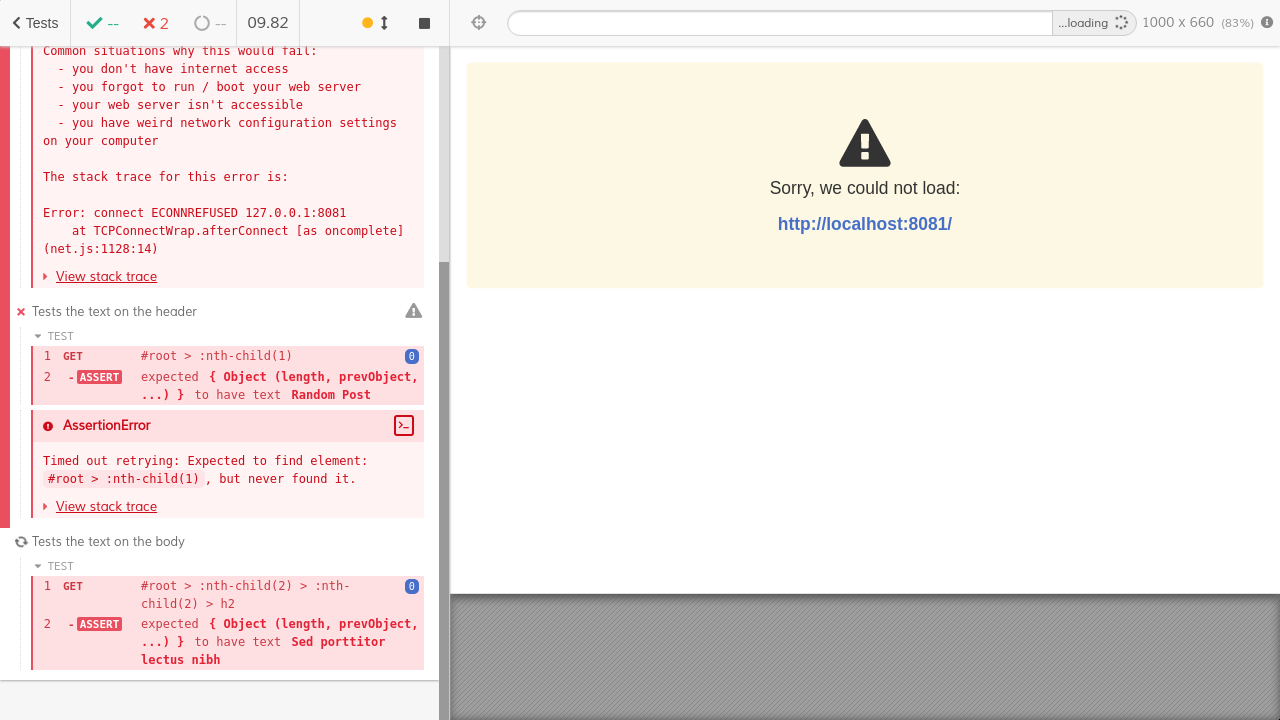 Tests
--
2
--
09.82
...loading
1000 x 660 (83%)
Common situations why this would fail:
- you don't have internet access
- you forgot to run / boot your web server
- your web server isn't accessible
- you have weird network configuration settings
on your computer
The stack trace for this error is:
Error: connect ECONNREFUSED 127.0.0.1:8081
at TCPConnectWrap.afterConnect [as oncomplete]
(net.js:1128:14)
View stack trace
Tests the text on the header
TEST
1 GET #root > :nth-child(1) 0
2 -ASSERT expected { Object (length, prevObject,
...) } to have text Random Post
AssertionError
Timed out retrying: Expected to find element:
#root > :nth-child(1), but never found it.
View stack trace
Tests the text on the body
TEST
1 GET #root > :nth-child(2) > :nth- 0
child(2) > h2
2 -ASSERT expected { Object (length, prevObject,
...) } to have text Sed porttitor
lectus nibh
Sorry, we could not load:
http://localhost:8081/